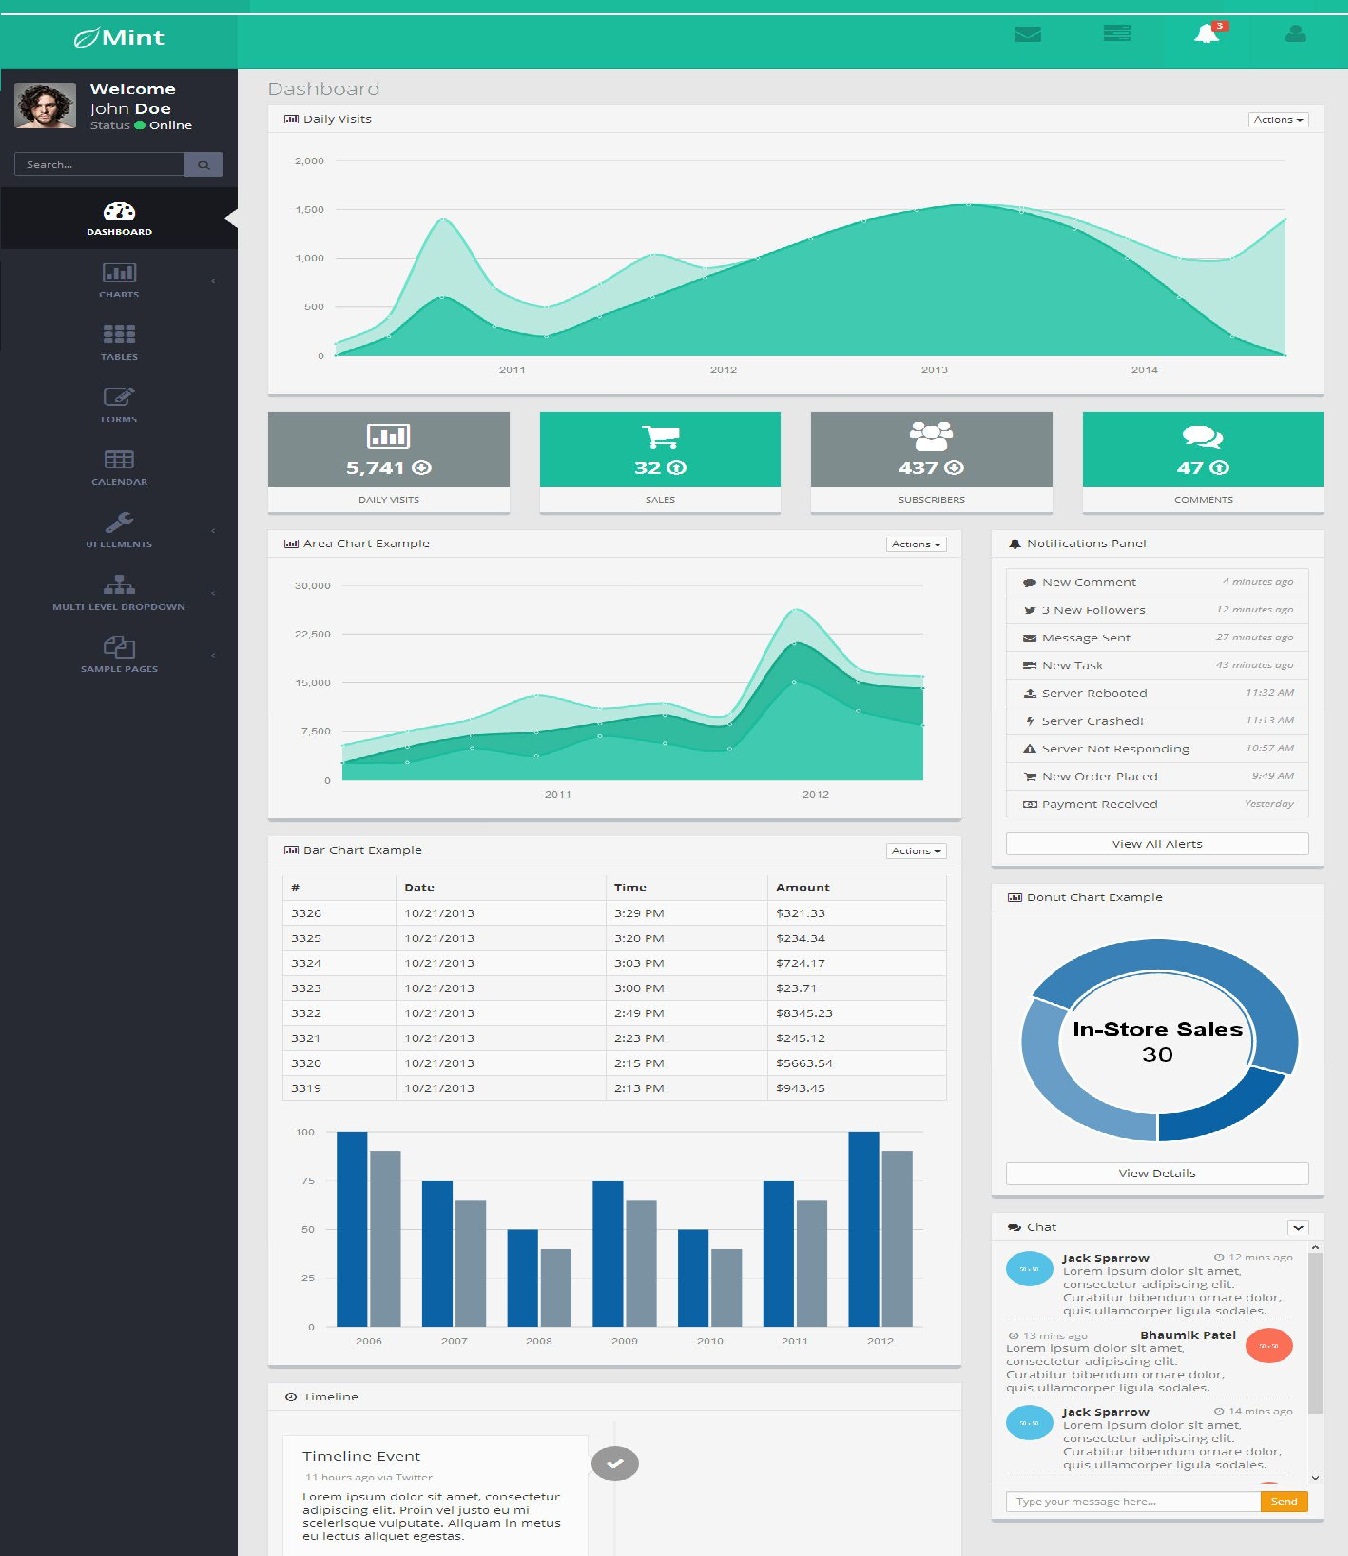 Mint
3
Welcome
John Doe
Status Online
Search...
DASHBOARD
CHARTS
TABLES
FORMS
CALENDAR
UI ELEMENTS
MULTI-LEVEL DROPDOWN
SAMPLE PAGES
Dashboard
Daily Visits
Actions
2,000
1,500
1,000
500
0
2011 2012 2013 2014
5,741
DAILY VISITS
32
SALES
437
SUBSCRIBERS
47
COMMENTS
Area Chart Example
Actions
30,000
22,500
15,000
7,500
0
2011 2012
Notifications Panel
New Comment 4 minutes ago
3 New Followers 12 minutes ago
Message Sent 27 minutes ago
New Task 43 minutes ago
Server Rebooted 11:32 AM
Server Crashed! 11:13 AM
Server Not Responding 10:57 AM
New Order Placed 9:49 AM
Payment Received Yesterday
View All Alerts
Bar Chart Example
Actions
# Date Time Amount
3326 10/21/2013 3:29 PM $321.33
3325 10/21/2013 3:20 PM $234.34
3324 10/21/2013 3:03 PM $724.17
3323 10/21/2013 3:00 PM $23.71
3322 10/21/2013 2:49 PM $8345.23
3321 10/21/2013 2:23 PM $245.12
3320 10/21/2013 2:15 PM $5663.54
3319 10/21/2013 2:13 PM $943.45
100
75
50
25
0
2006 2007 2008 2009 2010 2011 2012
Donut Chart Example
In-Store Sales
30
View Details
Chat
Jack Sparrow 12 mins ago
Lorem ipsum dolor sit amet,
consectetur adipiscing elit.
Curabitur bibendum ornare dolor,
quis ullamcorper ligula sodales.
13 mins ago Bhaumik Patel
Lorem ipsum dolor sit amet,
consectetur adipiscing elit.
Curabitur bibendum ornare dolor,
quis ullamcorper ligula sodales.
Jack Sparrow 14 mins ago
Lorem ipsum dolor sit amet,
consectetur adipiscing elit.
Curabitur bibendum ornare dolor,
quis ullamcorper ligula sodales.
Type your message here...
Send
Timeline
Timeline Event
11 hours ago via Twitter
Lorem ipsum dolor sit amet, consectetur
adipiscing elit. Proin vel justo eu mi
scelerisque vulputate. Aliquam in metus
eu lectus aliquet egestas.